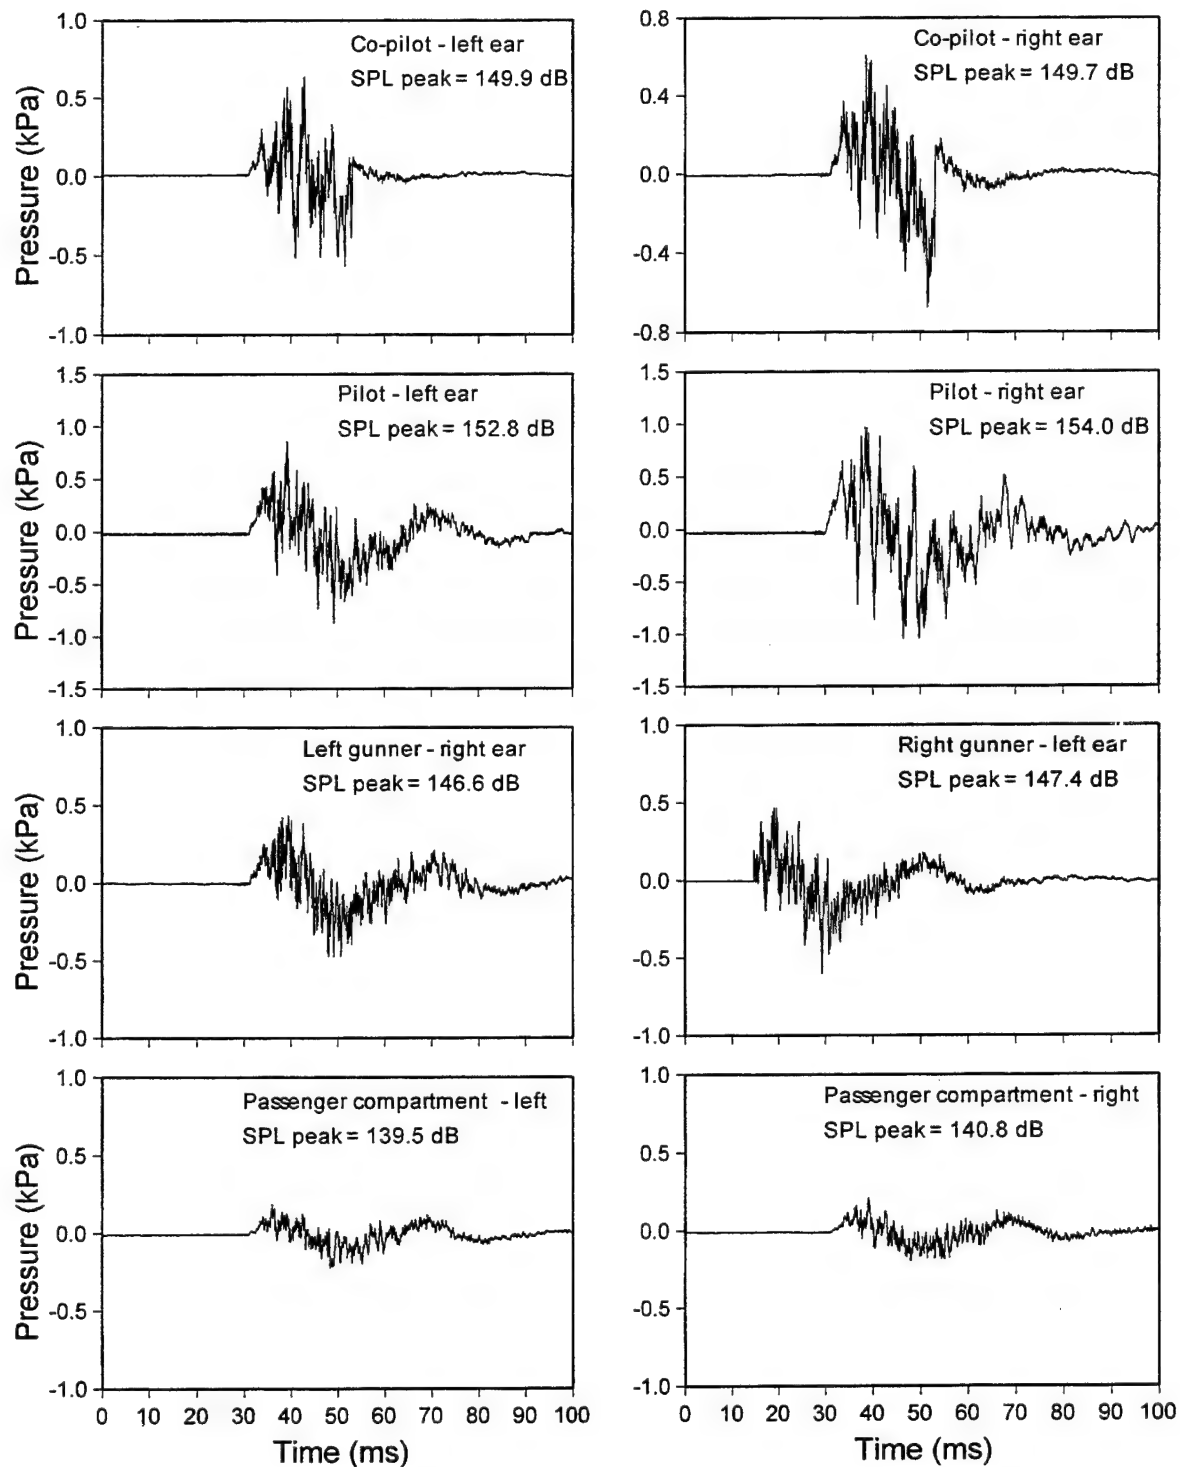 Co-pilot - left ear
SPL peak = 149.9 dB
Pressure (kPa)
1.0
0.5
0.0
-0.5
-1.0
Co-pilot - right ear
SPL peak = 149.7 dB
0.8
0.4
0.0
-0.4
-0.8
Pilot - left ear
SPL peak = 152.8 dB
Pressure (kPa)
1.5
1.0
0.5
0.0
-0.5
-1.0
-1.5
Pilot - right ear
SPL peak = 154.0 dB
1.5
1.0
0.5
0.0
-0.5
-1.0
-1.5
Left gunner - right ear
SPL peak = 146.6 dB
Pressure (kPa)
1.0
0.5
0.0
-0.5
-1.0
Right gunner - left ear
SPL peak = 147.4 dB
1.0
0.5
0.0
-0.5
-1.0
Passenger compartment - left
SPL peak = 139.5 dB
Pressure (kPa)
1.0
0.5
0.0
-0.5
-1.0
0 10 20 30 40 50 60 70 80 90 100
Time (ms)
Passenger compartment - right
SPL peak = 140.8 dB
1.0
0.5
0.0
-0.5
-1.0
0 10 20 30 40 50 60 70 80 90 100
Time (ms)